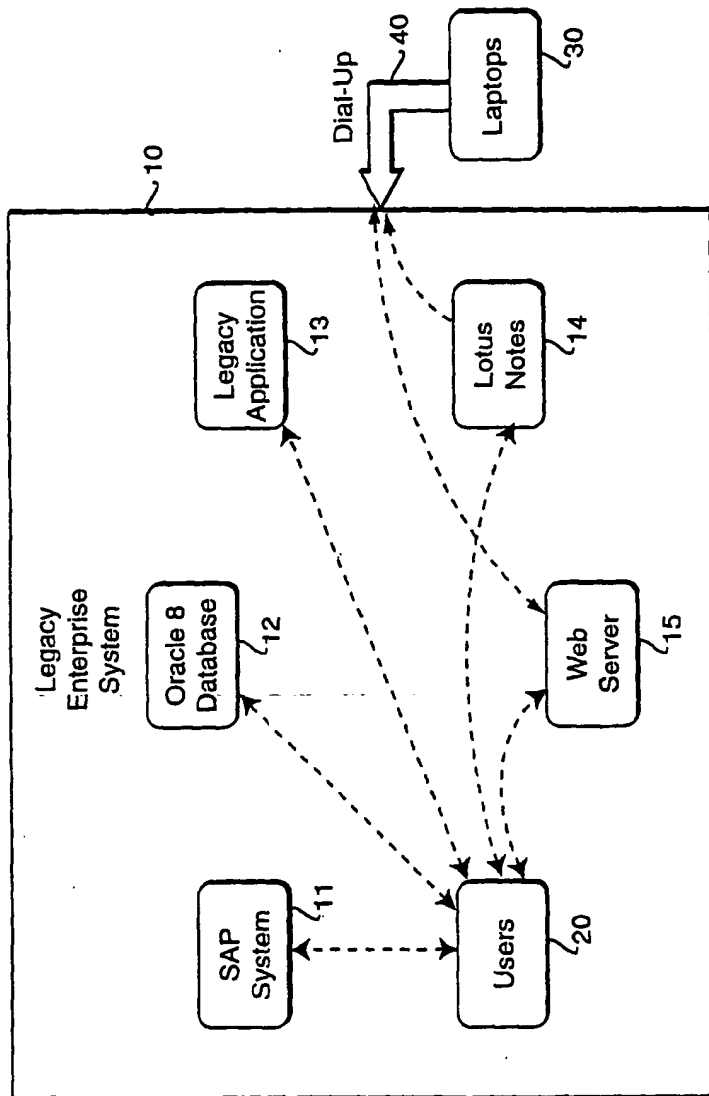 Legacy
Enterprise
System
10
SAP
System
11
Oracle 8
Database
12
Legacy
Application
13
Dial-Up
40
Laptops
30
Users
20
Web
Server
15
Lotus
Notes
14